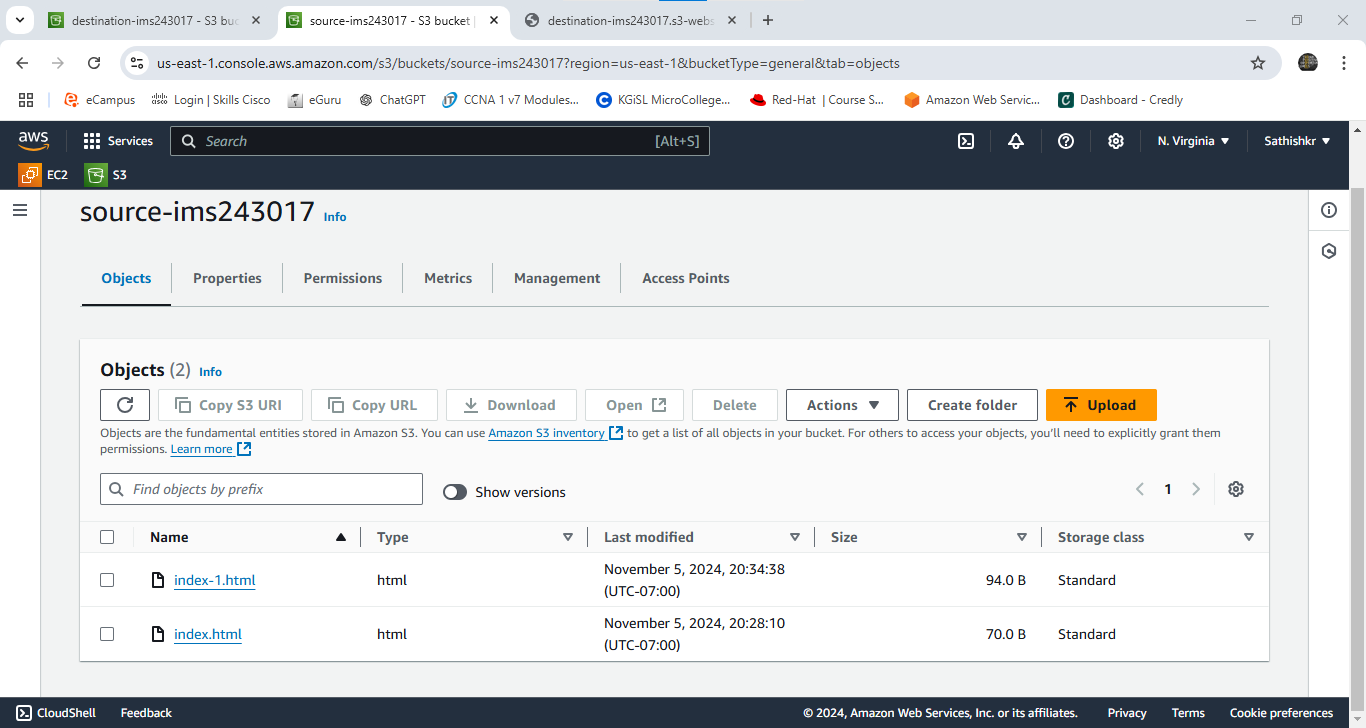 destination-ims243017 - S3 buc
source-ims243017 - S3 bucket
destination-ims243017.s3-webs
us-east-1.console.aws.amazon.com/s3/buckets/source-ims243017?region=us-east-1&bucketType=general&tab=objects
eCampus
Login | Skills Cisco
eGuru
ChatGPT
CCNA 1 v7 Modules...
KGiSL MicroCollege...
Red-Hat | Course S...
Amazon Web Servic...
Dashboard - Credly
aws
Services
Search
[Alt+S]
N. Virginia
Sathishkr
EC2
S3
source-ims243017 Info
Objects
Properties
Permissions
Metrics
Management
Access Points
Objects (2) Info
Copy S3 URI
Copy URL
Download
Open
Delete
Actions
Create folder
Upload
Objects are the fundamental entities stored in Amazon S3. You can use Amazon S3 inventory to get a list of all objects in your bucket. For others to access your objects, you'll need to explicitly grant them
permissions. Learn more
Find objects by prefix
Show versions
1
Name
Type
Last modified
Size
Storage class
index-1.html
html
November 5, 2024, 20:34:38
(UTC-07:00)
94.0 B
Standard
index.html
html
November 5, 2024, 20:28:10
(UTC-07:00)
70.0 B
Standard
CloudShell
Feedback
© 2024, Amazon Web Services, Inc. or its affiliates.
Privacy
Terms
Cookie preferences